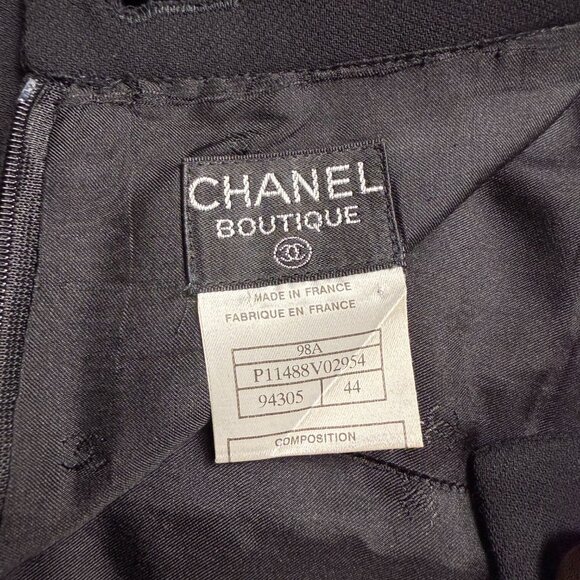 CHANEL
BOUTIQUE
MADE IN FRANCE
FABRIQUE EN FRANCE
98A
P11488V02954
94305 44
COMPOSITION